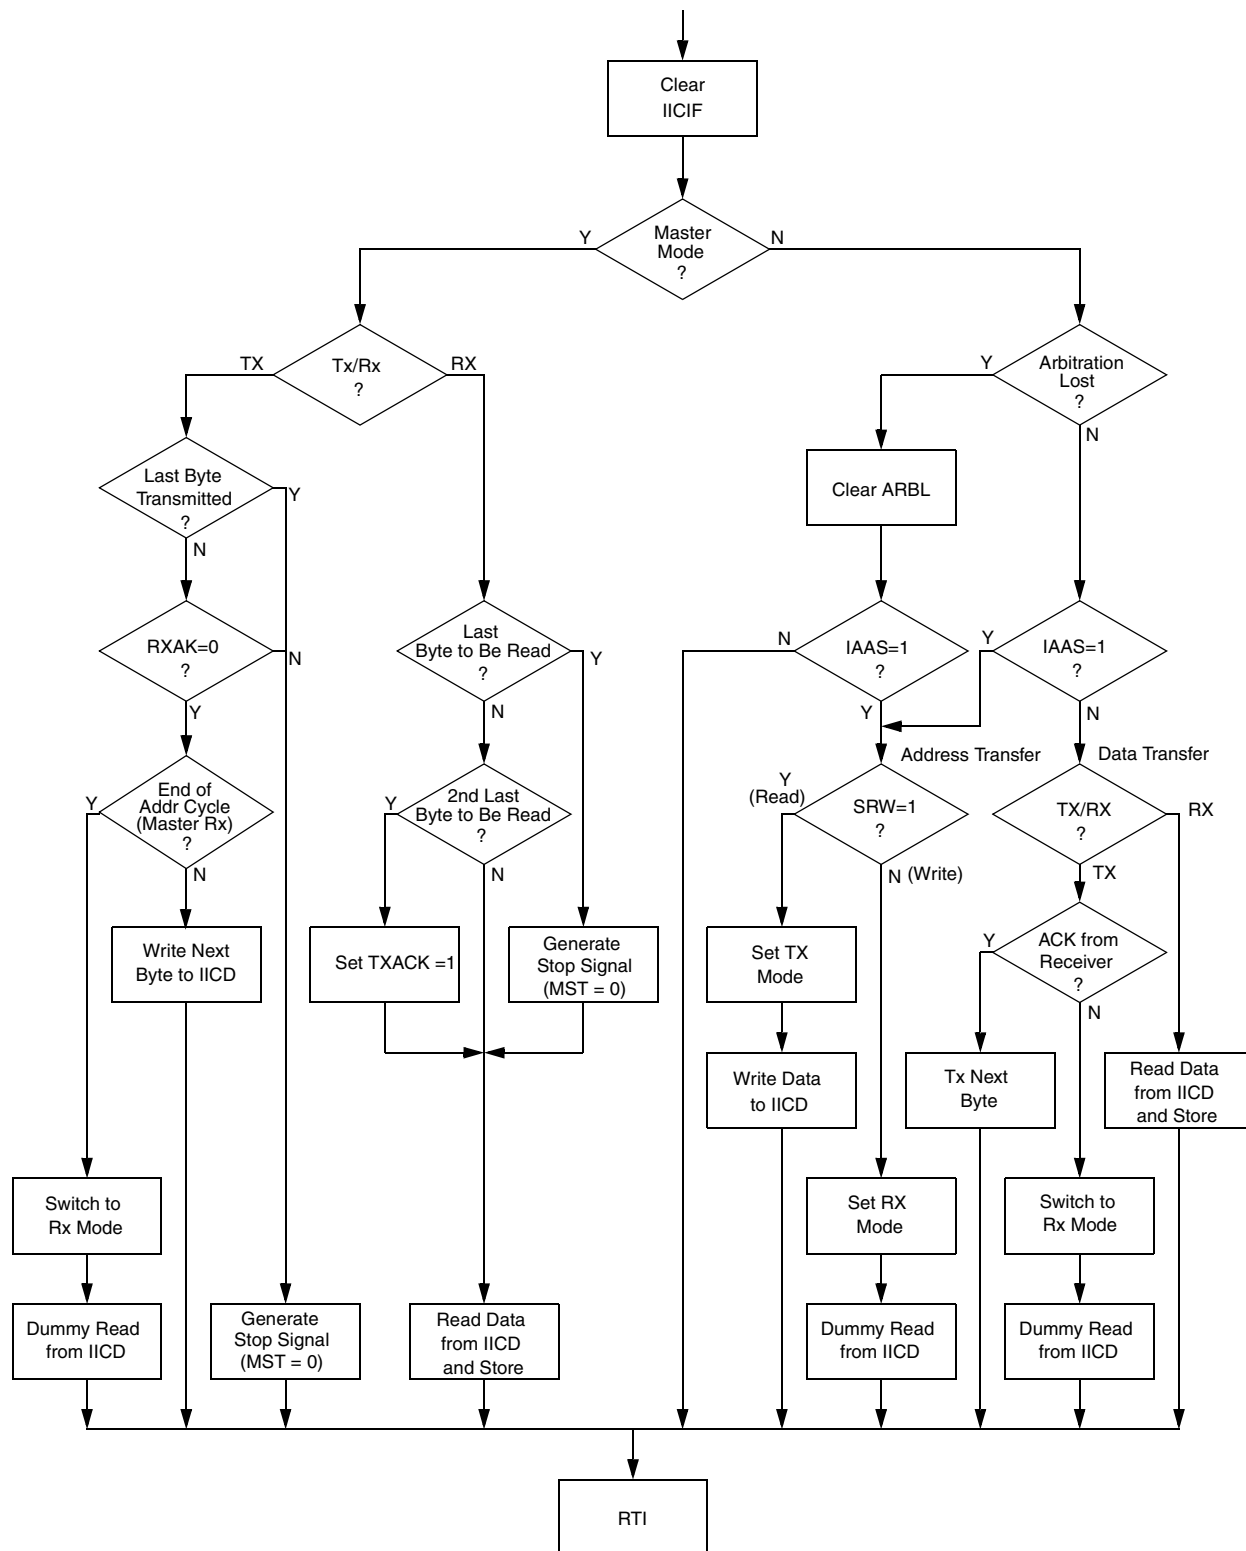 Clear
IICIF
Master
Mode
?
Y
N
Tx/Rx
?
TX
RX
Arbitration
Lost
?
Y
N
Last Byte
Transmitted
?
Y
N
Clear ARBL
RXAK=0
?
N
Y
Last
Byte to Be Read
?
Y
N
IAAS=1
?
N
Y
IAAS=1
?
Y
N
Address Transfer
Data Transfer
End of
Addr Cycle
(Master Rx)
?
Y
N
2nd Last
Byte to Be Read
?
Y
N
Y
(Read)
SRW=1
?
N (Write)
TX/RX
?
RX
TX
Write Next
Byte to IICD
Set TXACK =1
Generate
Stop Signal
(MST = 0)
Set TX
Mode
Y
ACK from
Receiver
?
N
Write Data
to IICD
Tx Next
Byte
Read Data
from IICD
and Store
Switch to
Rx Mode
Set RX
Mode
Switch to
Rx Mode
Dummy Read
from IICD
Generate
Stop Signal
(MST = 0)
Read Data
from IICD
and Store
Dummy Read
from IICD
Dummy Read
from IICD
RTI